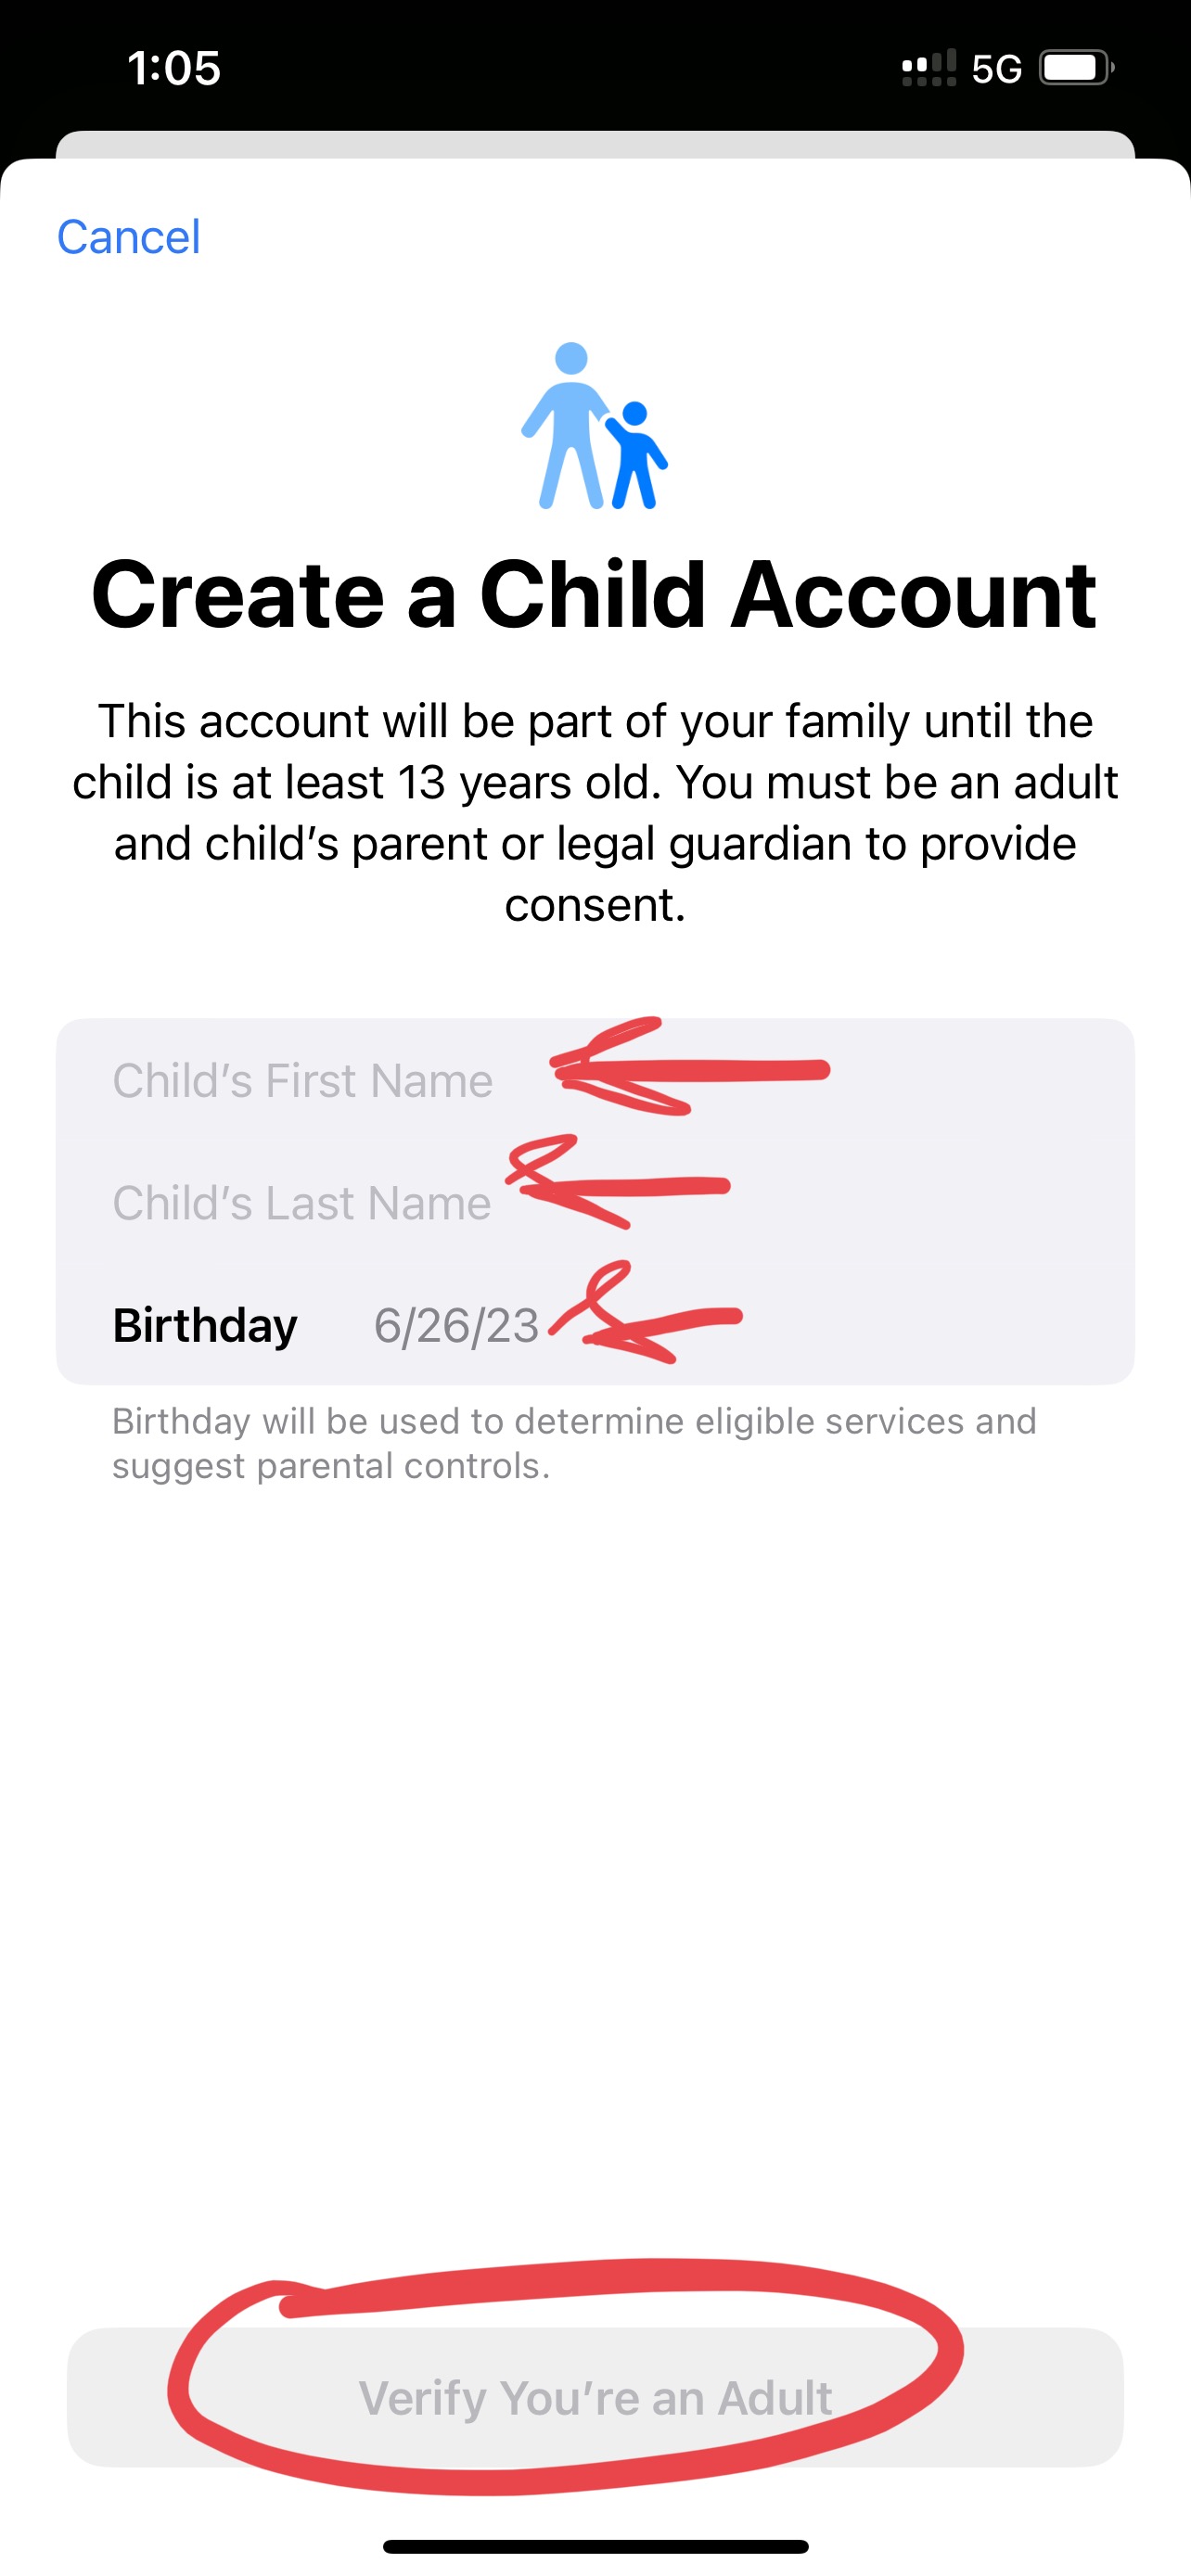 1:05
5G
Cancel
Create a Child Account
This account will be part of your family until the
child is at least 13 years old. You must be an adult
and child’s parent or legal guardian to provide
consent.
Child’s First Name
Child’s Last Name
Birthday 6/26/23
Birthday will be used to determine eligible services and
suggest parental controls.
Verify You’re an Adult